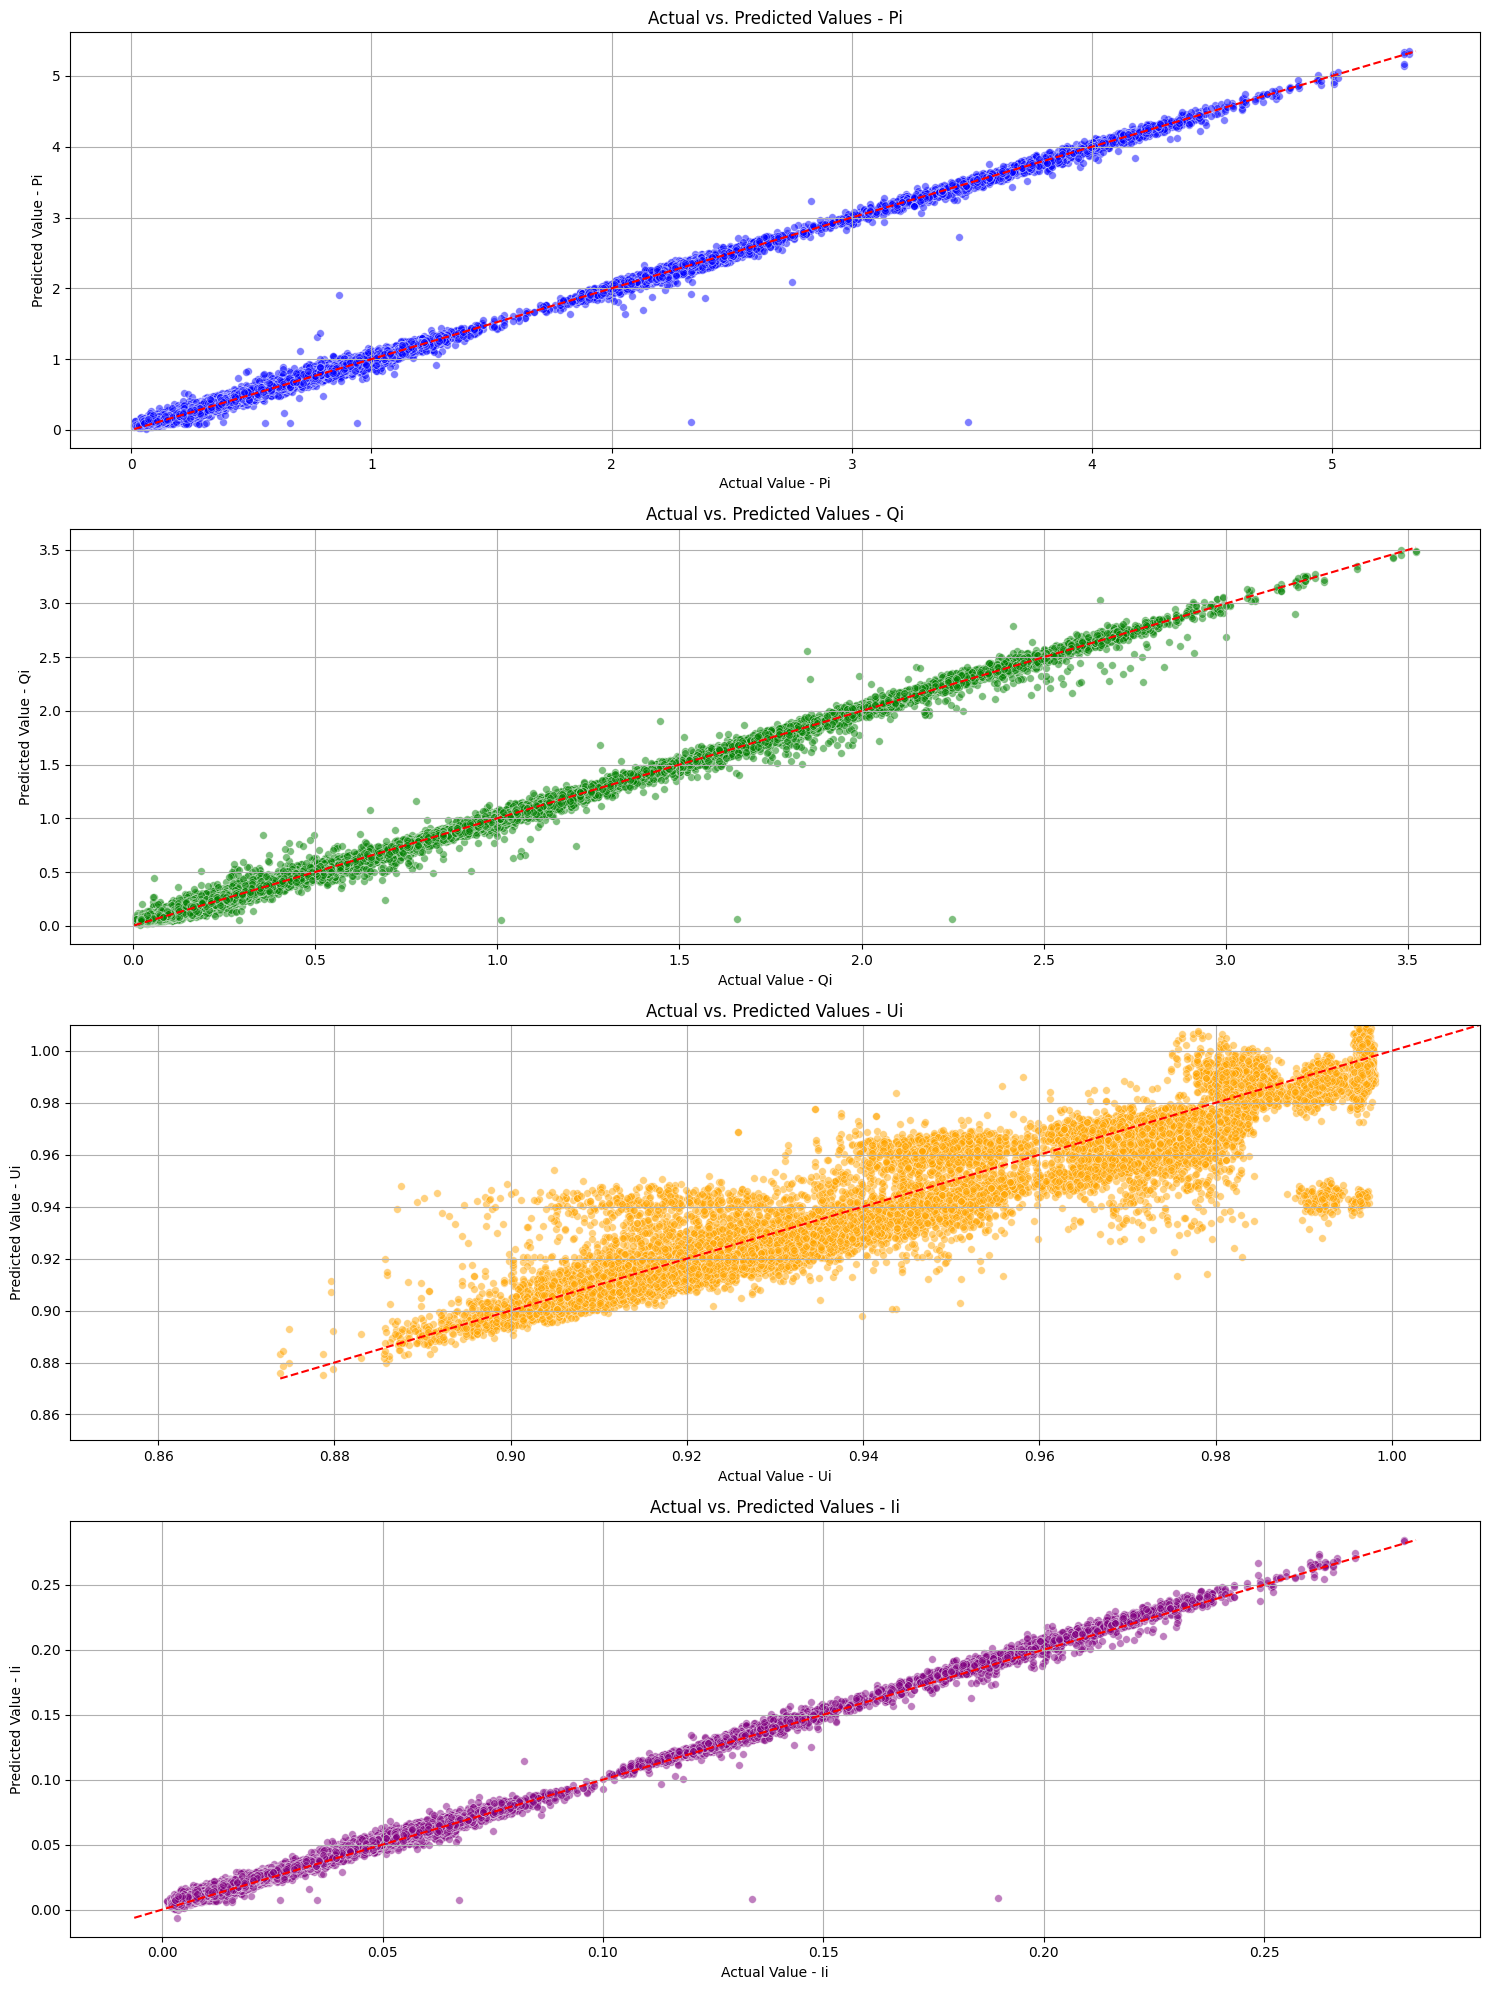 Actual vs. Predicted Values - Pi
5
4
3
2
1
0
Predicted Value - Pi
0 1 2 3 4 5
Actual Value - Pi
Actual vs. Predicted Values - Qi
3.5
3.0
2.5
2.0
1.5
1.0
0.5
0.0
Predicted Value - Qi
0.0 0.5 1.0 1.5 2.0 2.5 3.0 3.5
Actual Value - Qi
Actual vs. Predicted Values - Ui
1.00
0.98
0.96
0.94
0.92
0.90
0.88
0.86
Predicted Value - Ui
0.86 0.88 0.90 0.92 0.94 0.96 0.98 1.00
Actual Value - Ui
Actual vs. Predicted Values - Ii
0.25
0.20
0.15
0.10
0.05
0.00
Predicted Value - Ii
0.00 0.05 0.10 0.15 0.20 0.25
Actual Value - Ii